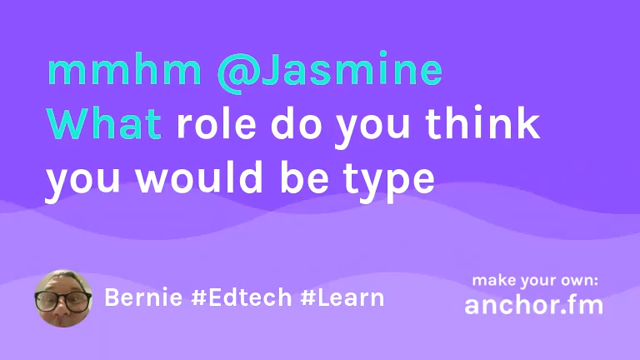 mmhm @Jasmine
What role do you think
you would be type
Bernie #Edtech #Learn
make your own:
anchor.fm